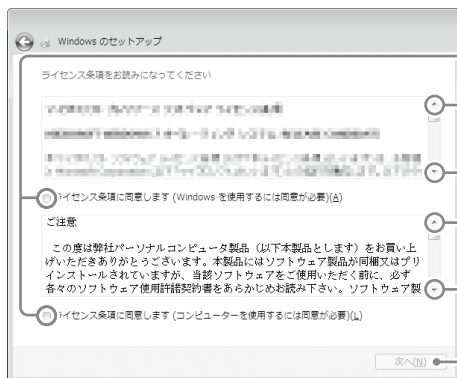 Windows のセットアップ
ライセンス条項をお読みになってください
イセンス条項に同意します (Windows を使用するには同意が必要)(A)
ご注意
この度は弊社パーソナルコンピュータ製品（以下本製品とします）をお買い上
げいただきありがとうございます。本製品にはソフトウェア製品が同梱又はプリ
インストールされていますが、当該ソフトウェアをご使用いただく前に、必ず
各々のソフトウェア使用許諾契約書をあらかじめお読み下さい。ソフトウェア製
イセンス条項に同意します (コンピューターを使用するには同意が必要)(L)
次へ(N)